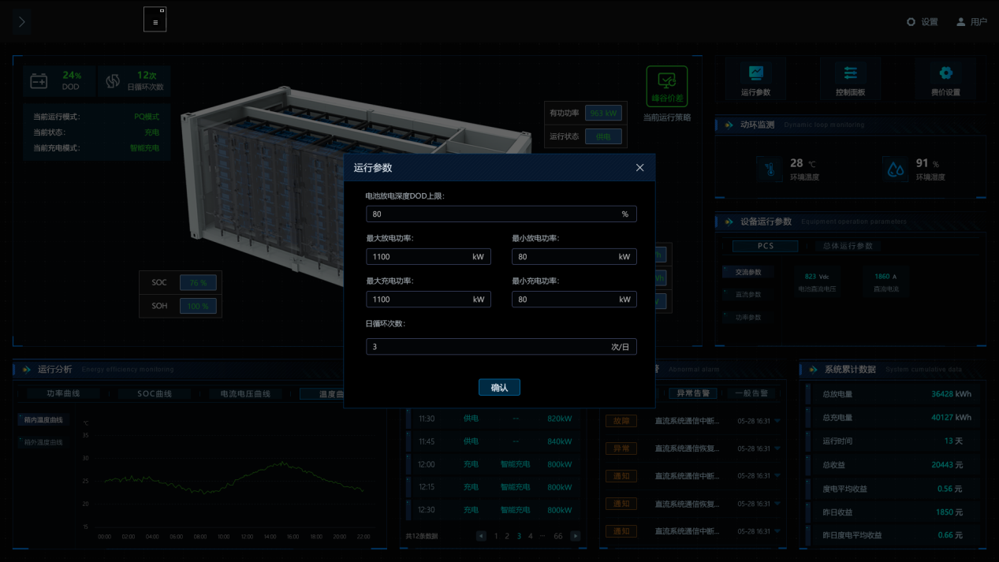 设置 用户
24%
DOD
12次
日循环次数
当前运行模式: PQ模式
当前状态: 充电
当前充电模式: 智能充电
峰谷价差
当前运行策略
有功功率 963 kW
运行状态 供电
SOC 76 %
SOH 100 %
运行参数
控制面板
费价设置
动环监测 Dynamic loop monitoring
28 ℃
环境温度
91 %
环境湿度
设备运行参数 Equipment operation parameters
PCS 总体运行参数
交流参数
直流参数
功率参数
823 Vdc
电池直流电压
1860 A
直流电流
运行参数
电池放电深度DOD上限:
80 %
最大放电功率: 最小放电功率:
1100 kW 80 kW
最大充电功率: 最小充电功率:
1100 kW 80 kW
日循环次数:
3 次/日
确认
运行分析 Energy efficiency monitoring
功率曲线 SOC曲线 电流电压曲线 温度曲
箱内温度曲线
箱外温度曲线
℃
35
30
25
20
15
00:00 02:00 04:00 06:00 08:00 10:00 12:00 14:00 16:00 18:00 20:00 22:00
11:30 供电 -- 820kW
11:45 供电 -- 840kW
12:00 充电 智能充电 800kW
12:15 充电 智能充电 800kW
12:30 充电 智能充电 800kW
共12条数据 1 2 3 4 ··· 66
Abnormal alarm
异常告警 一般告警
故障 直流系统通信中断... 05-28 16:31
异常 直流系统通信恢复... 05-28 16:31
通知 直流系统通信中断... 05-28 16:31
通知 直流系统通信恢复... 05-28 16:31
通知 直流系统通信中断... 05-28 16:31
系统累计数据 System cumulative data
总放电量 36428 kWh
总充电量 40127 kWh
运行时间 13 天
总收益 20443 元
度电平均收益 0.56 元
昨日收益 1850 元
昨日度电平均收益 0.66 元